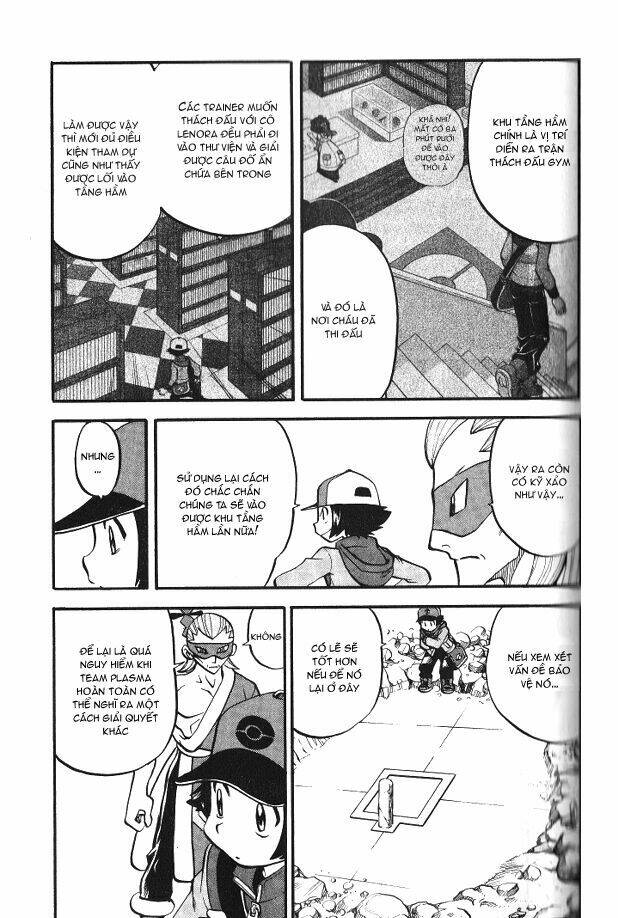 KHU TẦNG HẦM
CHÍNH LÀ VỊ TRÍ
DIỄN RA TRẬN
THÁCH ĐẤU GYM
KHÁ NHỈ!
MẤT CÓ BA
PHÚT RƯỠI
ĐỂ VÀO
ĐƯỢC ĐÂY
THÔI À
VÀ ĐÓ LÀ
NƠI CHÁU ĐÃ
THI ĐẤU
CÁC TRAINER MUỐN
THÁCH ĐẤU VỚI CÔ
LENORA ĐỀU PHẢI ĐI
VÀO THƯ VIỆN VÀ GIẢI
ĐƯỢC CÂU ĐỐ ẨN
CHỨA BÊN TRONG
LÀM ĐƯỢC VẬY
THÌ MỚI ĐỦ ĐIỀU
KIỆN THAM DỰ
CŨNG NHƯ THẤY
ĐƯỢC LỐI VÀO
TẦNG HẦM
VẬY RA CÒN
CÓ KỸ XẢO
NHƯ VẬY...
SỬ DỤNG LẠI CÁCH
ĐÓ CHẮC CHẮN
CHÚNG TA SẼ VÀO
ĐƯỢC KHU TẦNG
HẦM LẦN NỮA!
NHƯNG
...
NẾU XEM XÉT
VẤN ĐỀ BẢO
VỆ NÓ...
CÓ LẼ SẼ
TỐT HƠN
NẾU ĐỂ NÓ
LẠI Ở ĐÂY
KHÔNG
ĐỂ LẠI LÀ QUÁ
NGUY HIỂM KHI
TEAM PLASMA
HOÀN TOÀN CÓ
THỂ NGHĨ RA MỘT
CÁCH GIẢI QUYẾT
KHÁC